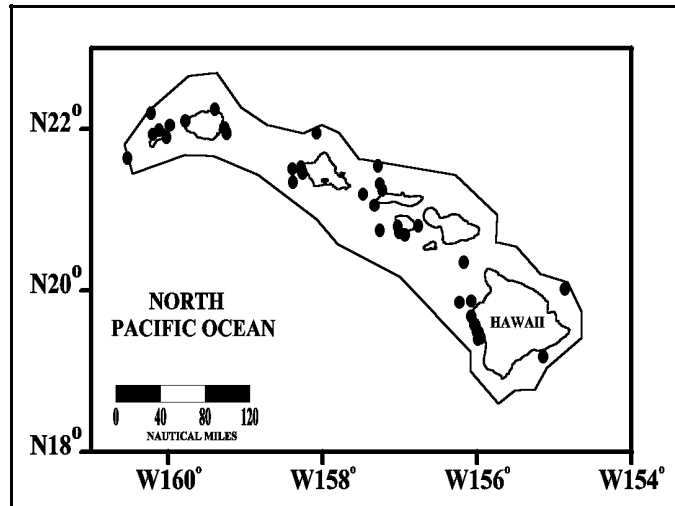 N22°
N20°
N18°
NORTH
PACIFIC OCEAN
HAWAII
0 40 80 120
NAUTICAL MILES
W160° W158° W156° W154°